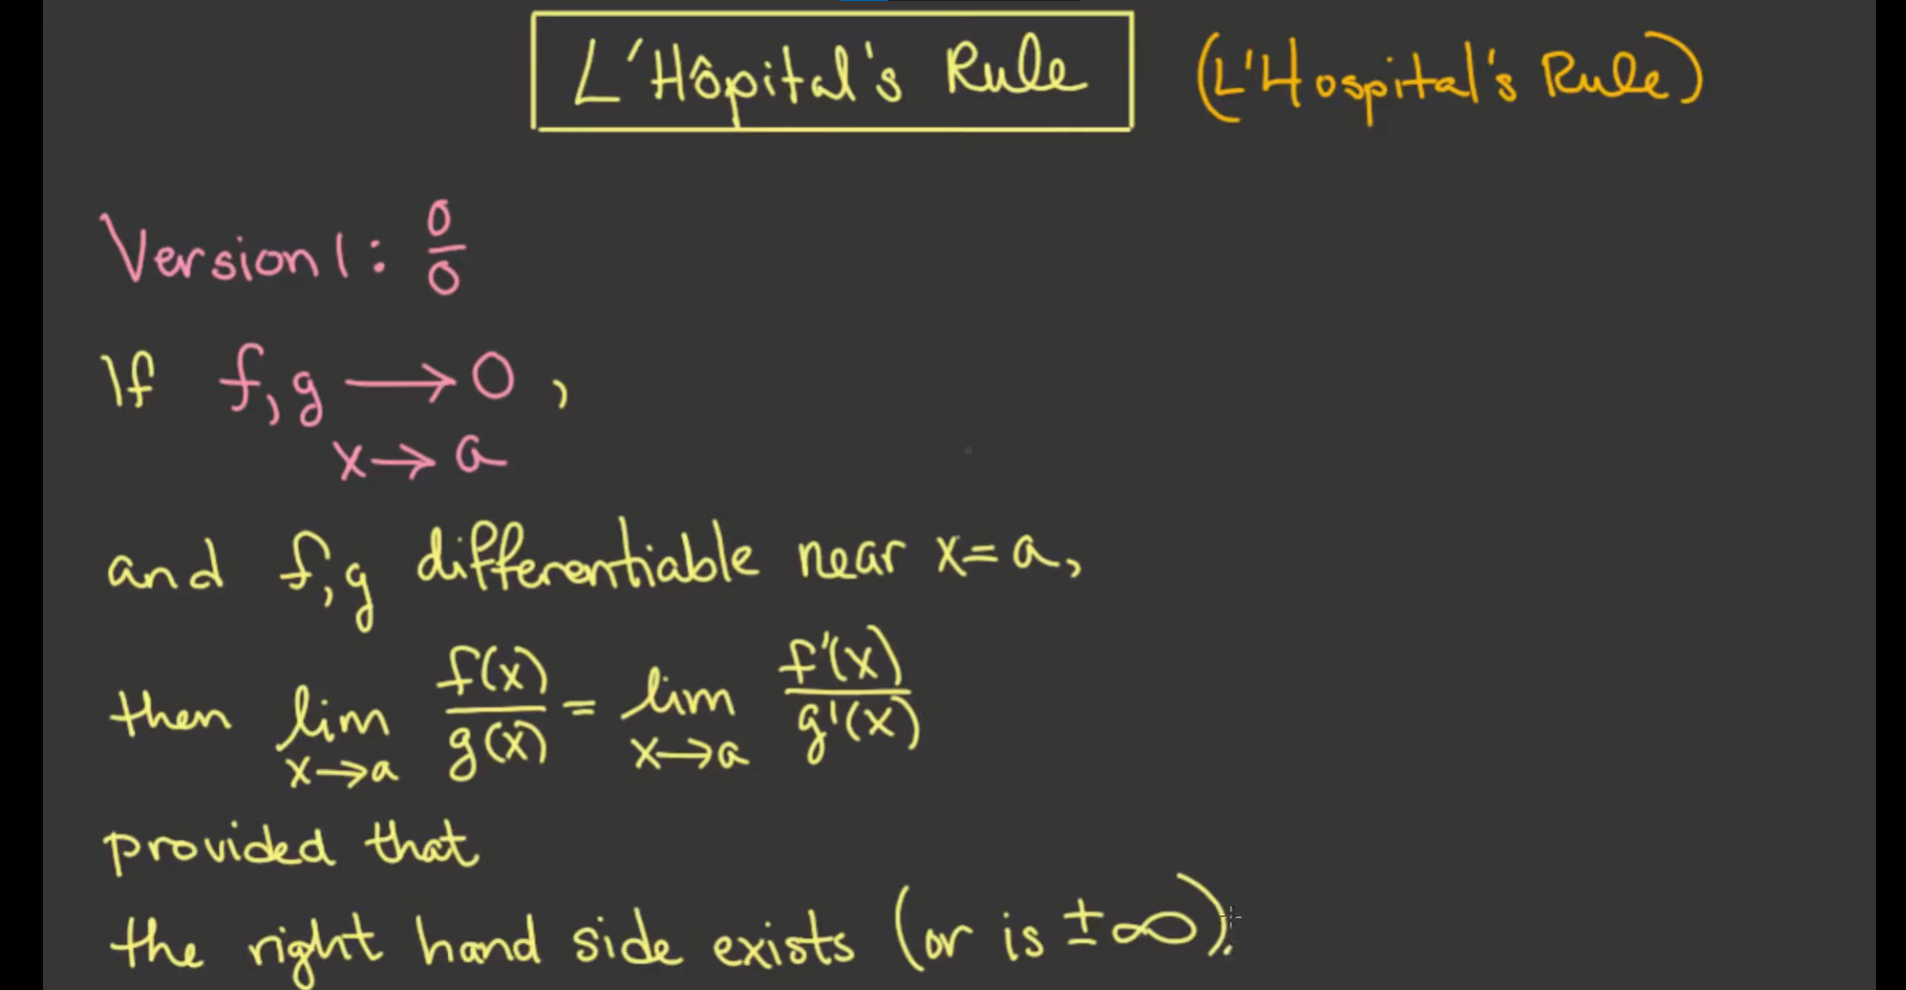 L'Hôpital's Rule (L'Hospital's Rule)
Version 1: 0/0
If f,g → 0 ,
x → a
and f,g differentiable near x=a,
then lim x→a f(x)/g(x) = lim x→a f'(x)/g'(x)
provided that
the right hand side exists (or is ±∞).